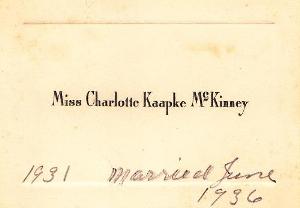 Miss Charlotte Kaapke McKinney
1931 Married June
1936